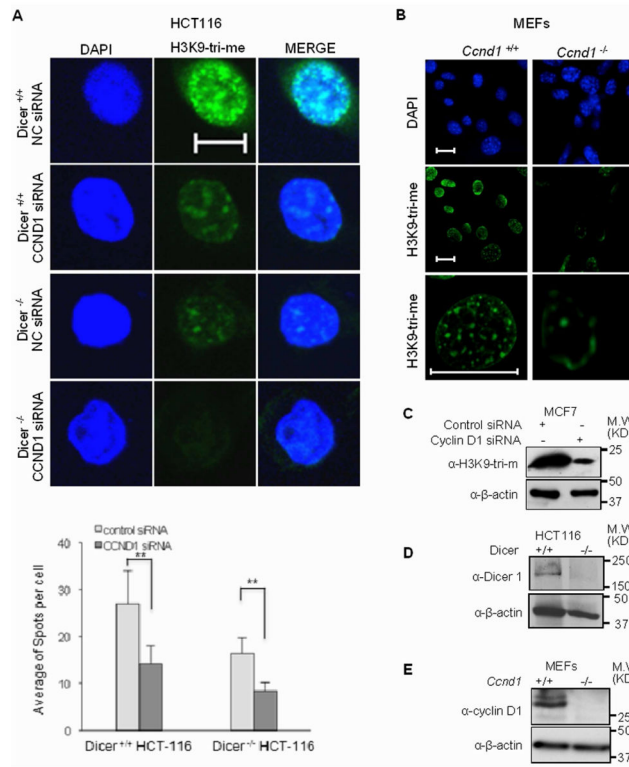 A
HCT116
DAPI H3K9-tri-me MERGE
Dicer +/+
NC siRNA
Dicer +/+
CCND1 siRNA
Dicer -/-
NC siRNA
Dicer -/-
CCND1 siRNA
control siRNA
CCND1 siRNA
**
**
Average of Spots per cell
40
30
20
10
0
Dicer +/+ HCT-116 Dicer -/- HCT-116
B
MEFs
Ccnd1 +/+ Ccnd1 -/-
DAPI
H3K9-tri-me
H3K9-tri-me
C
MCF7
Control siRNA + -
Cyclin D1 siRNA - +
M.W
(KD
α-H3K9-tri-m
25
α-β-actin
50
37
D
HCT116
Dicer +/+ -/-
M.W
(KD
α-Dicer 1
250
150
α-β-actin
50
37
E
MEFs
Ccnd1 +/+ -/-
M.W
(KD
α-cyclin D1
25
α-β-actin
50
37